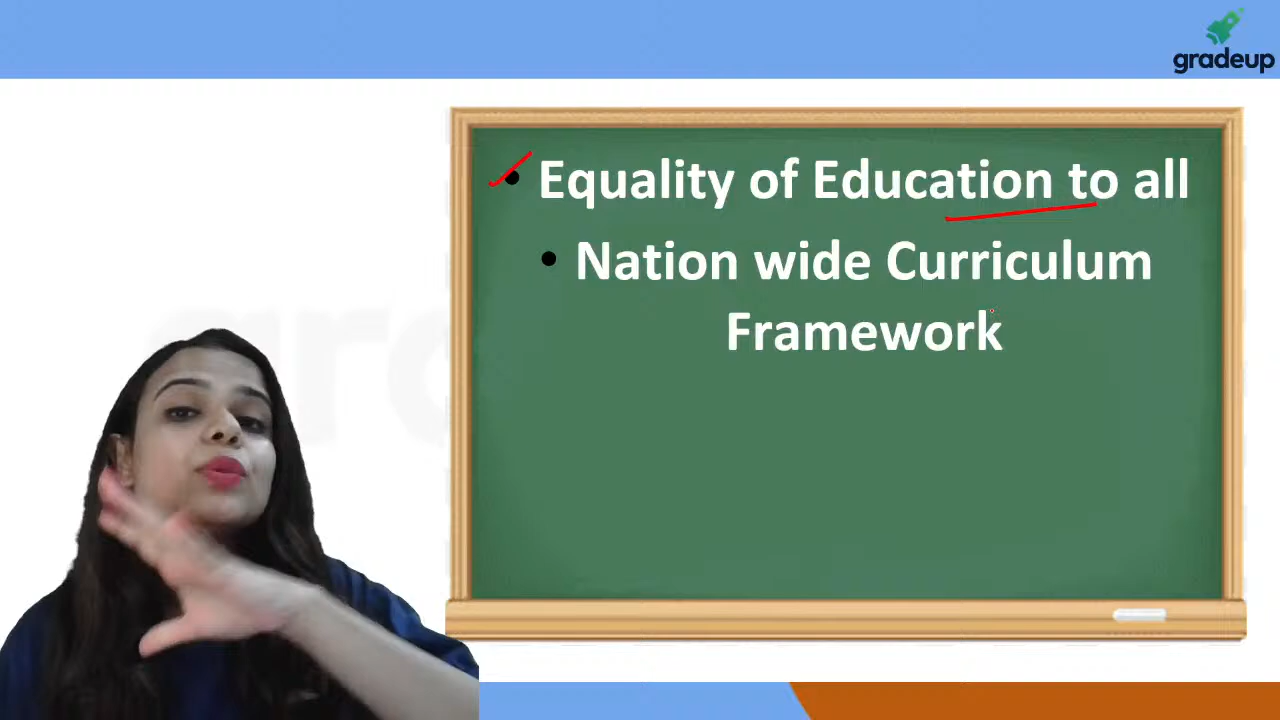 gradeup
• Equality of Education to all
• Nation wide Curriculum
Framework